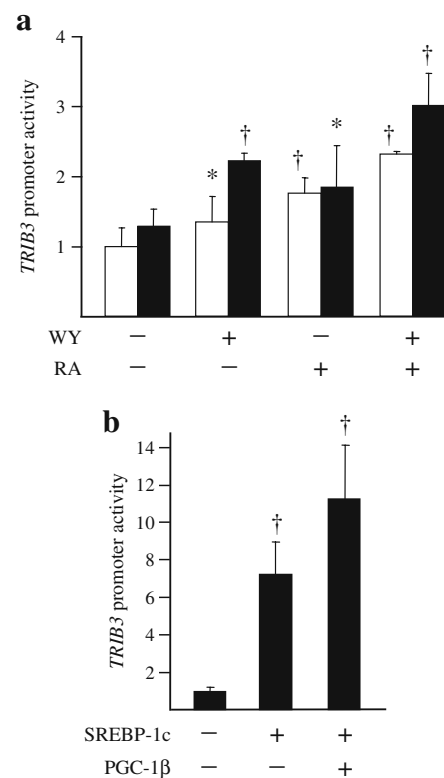 a
4
3
2
1
TRIB3 promoter activity
* † † * † †
WY − + − +
RA − − + +
b
14
12
10
8
6
4
2
TRIB3 promoter activity
† †
SREBP-1c − + +
PGC-1β − − +